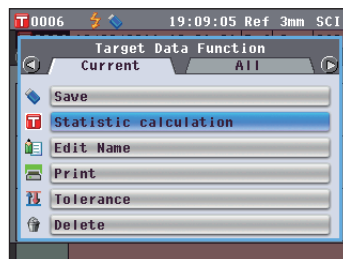 T 0006 19:09:05 Ref 3mm SCI
Target Data Function
Current All
Save
T Statistic calculation
Edit Name
Print
Tolerance
Delete